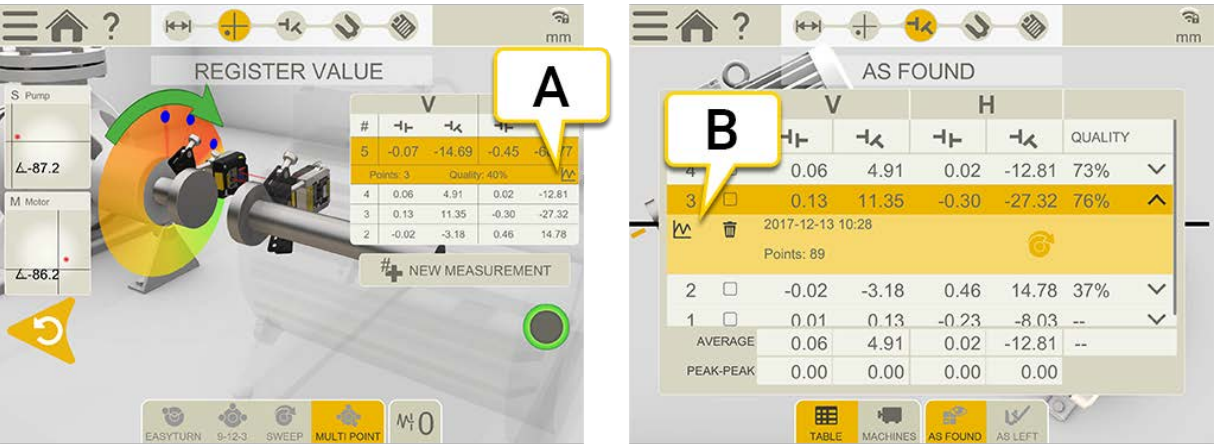 ?
mm
REGISTER VALUE
A
S Pump
∡-87.2
M Motor
∡-86.2
V
#
5 -0.07 -14.69 -0.45
Points: 3 Quality: 40%
4 0.06 4.91 0.02 -12.81
3 0.13 11.35 -0.30 -27.32
2 -0.02 -3.18 0.46 14.78
# NEW MEASUREMENT
EASYTURN 9-12-3 SWEEP MULTI POINT 0
?
mm
AS FOUND
B
V H
QUALITY
4 0.06 4.91 0.02 -12.81 73%
3 0.13 11.35 -0.30 -27.32 76%
2017-12-13 10:28
Points: 89
2 -0.02 -3.18 0.46 14.78 37%
1 0.01 0.13 -0.23 -8.03 --
AVERAGE 0.06 4.91 0.02 -12.81 --
PEAK-PEAK 0.00 0.00 0.00 0.00
TABLE MACHINES AS FOUND AS LEFT